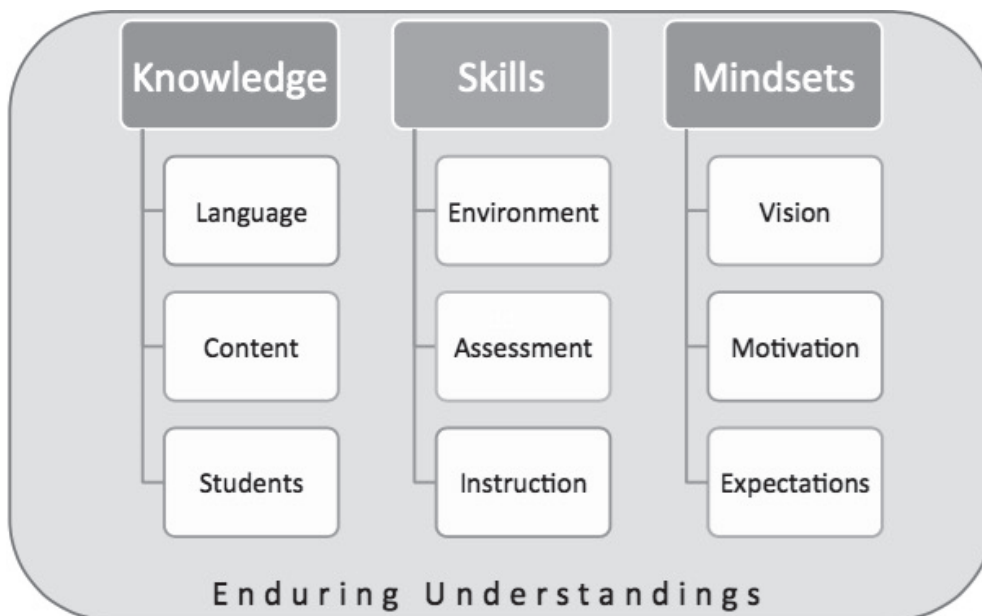 Knowledge
Language
Content
Students
Skills
Environment
Assessment
Instruction
Mindsets
Vision
Motivation
Expectations
Enduring Understandings